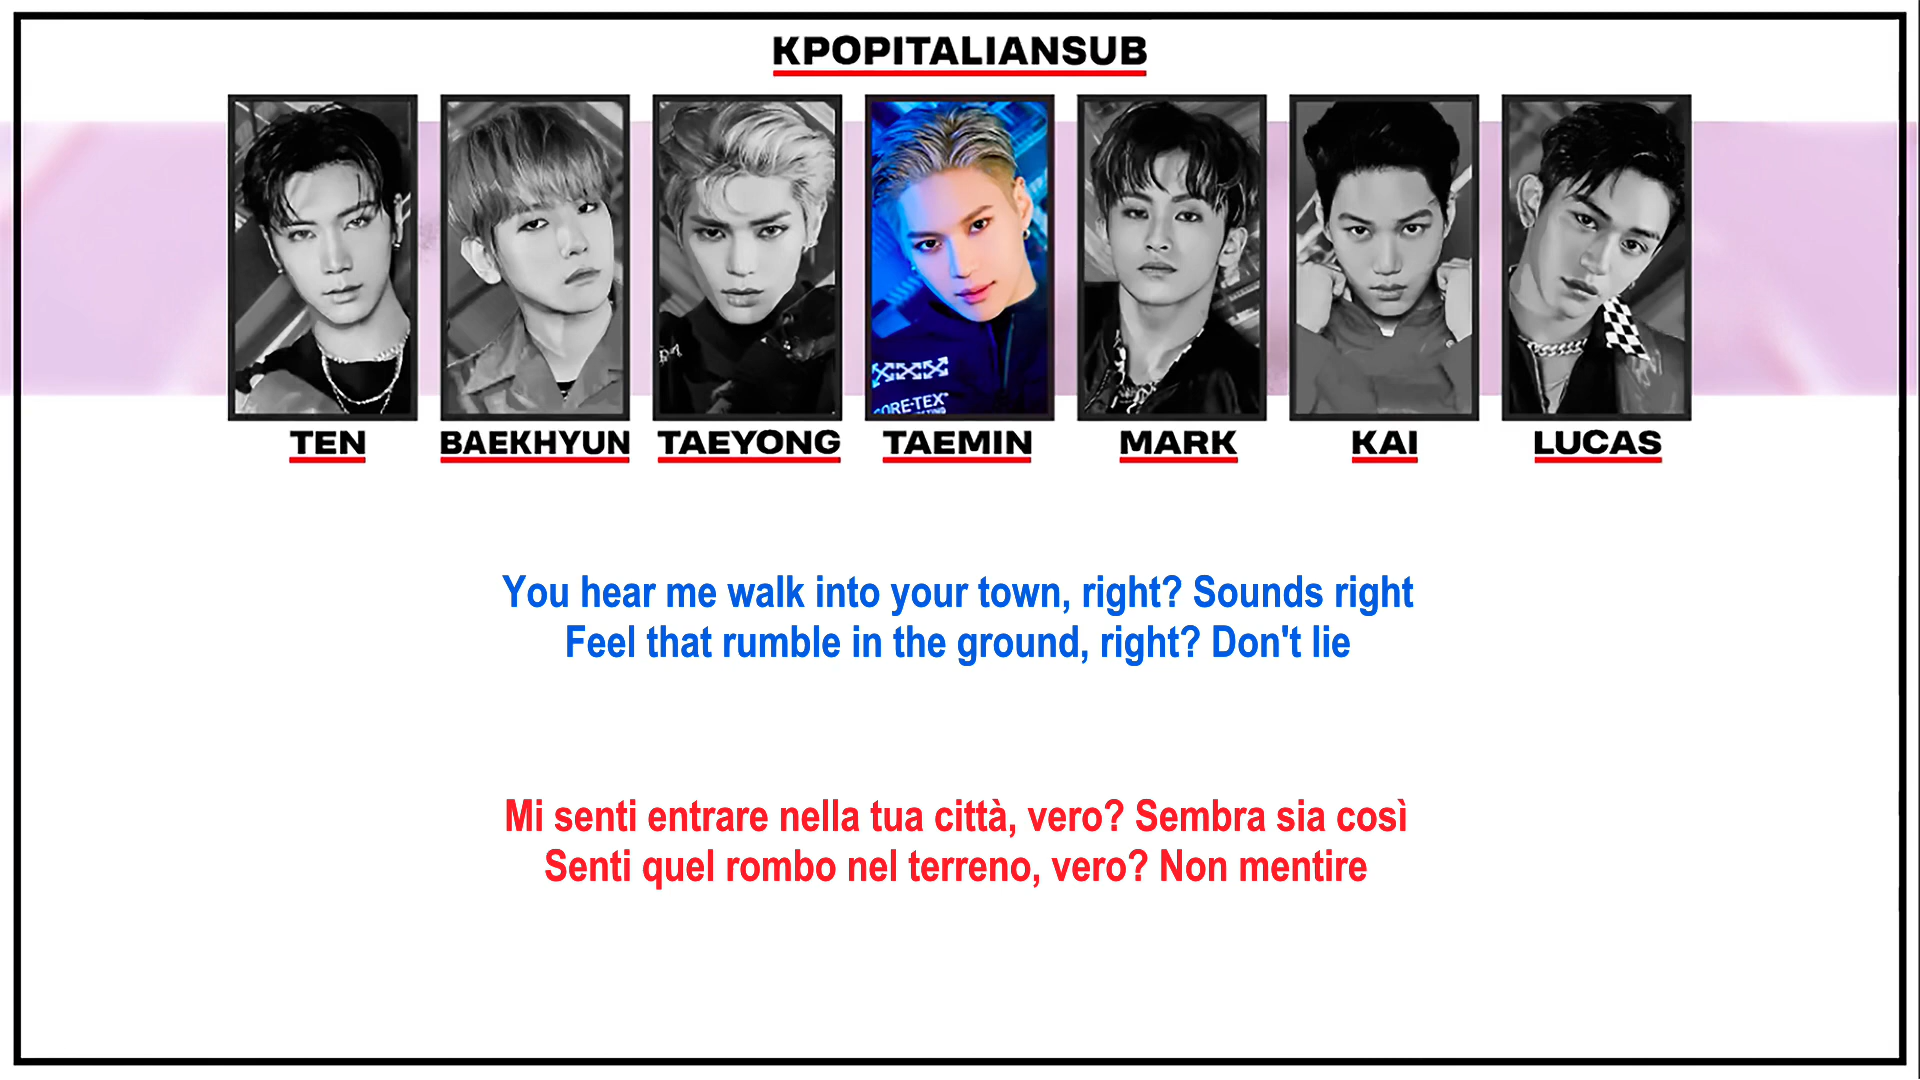 KPOPITALIANSUB
TEN BAEKHYUN TAEYONG TAEMIN MARK KAI LUCAS
You hear me walk into your town, right? Sounds right
Feel that rumble in the ground, right? Don't lie
Mi senti entrare nella tua città, vero? Sembra sia così
Senti quel rombo nel terreno, vero? Non mentire